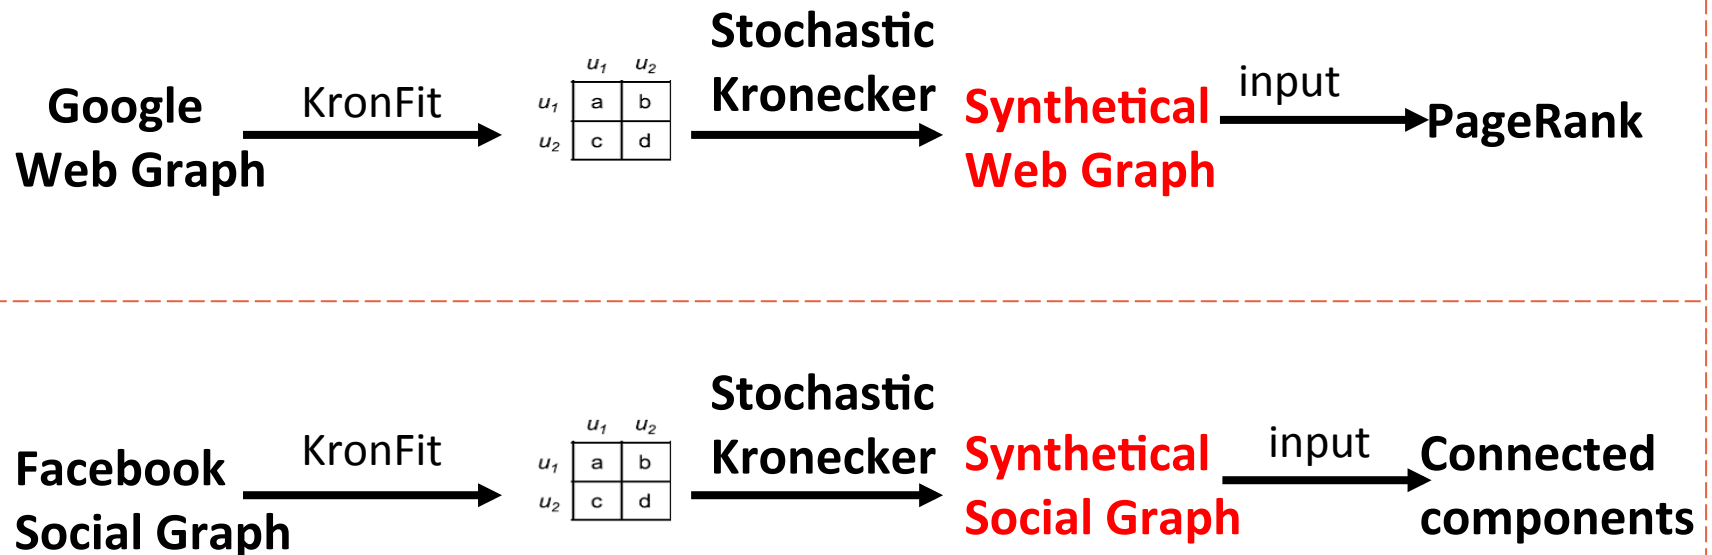 Google
Web Graph
KronFit
u1 u2
u1 a b
u2 c d
Stochastic
Kronecker
Synthetical
Web Graph
input
PageRank
Facebook
Social Graph
KronFit
u1 u2
u1 a b
u2 c d
Stochastic
Kronecker
Synthetical
Social Graph
input
Connected
components